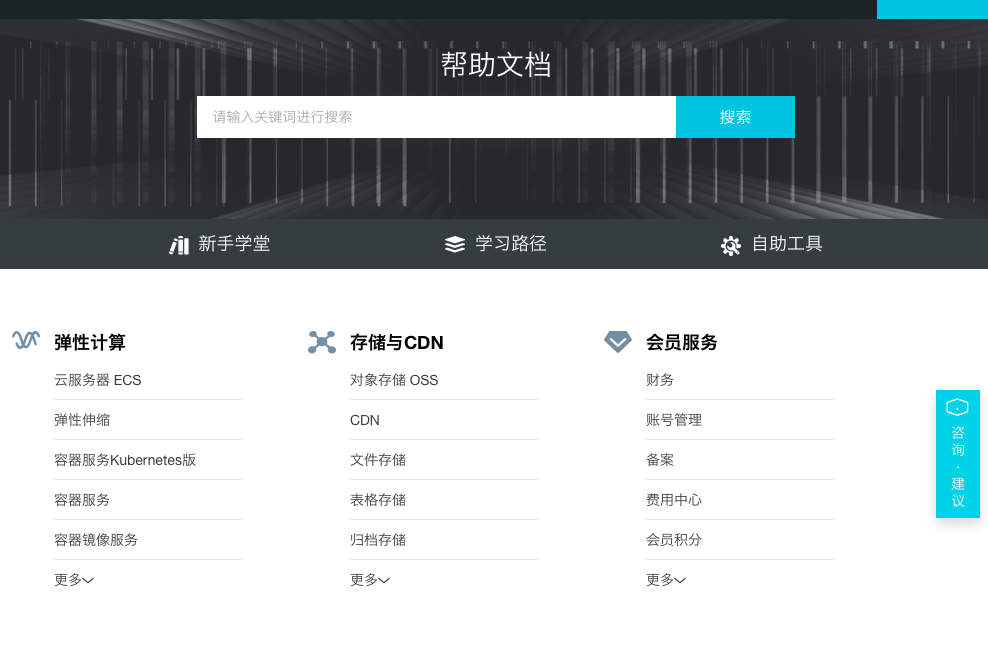 帮助文档
请输入关键词进行搜索
搜索
新手学堂
学习路径
自助工具
弹性计算
云服务器 ECS
弹性伸缩
容器服务Kubernetes版
容器服务
容器镜像服务
更多
存储与CDN
对象存储 OSS
CDN
文件存储
表格存储
归档存储
更多
会员服务
财务
账号管理
备案
费用中心
会员积分
更多
咨询·建议